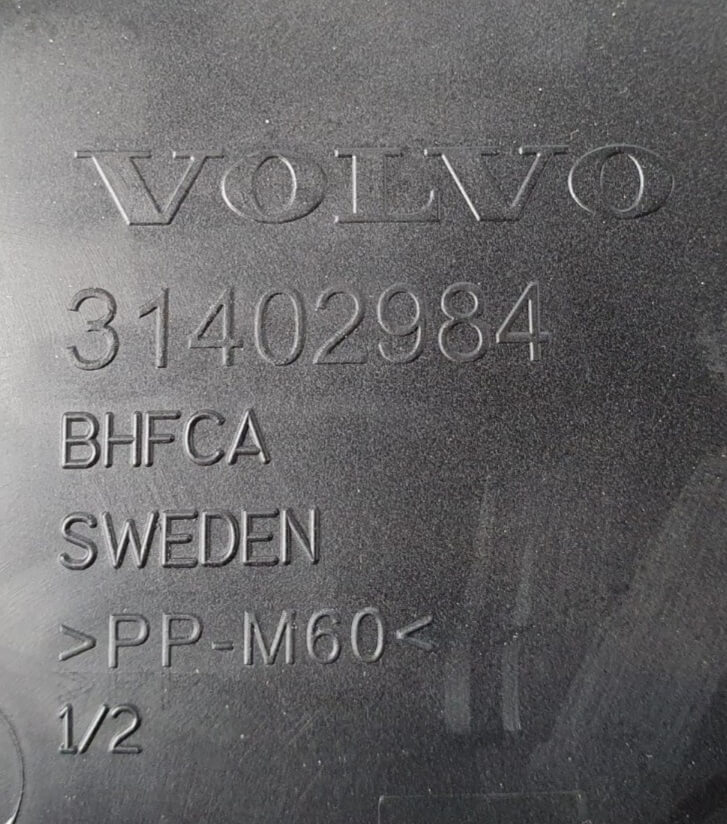 VOLVO
31402984
BHFCA
SWEDEN
>PP-M60<
1/2